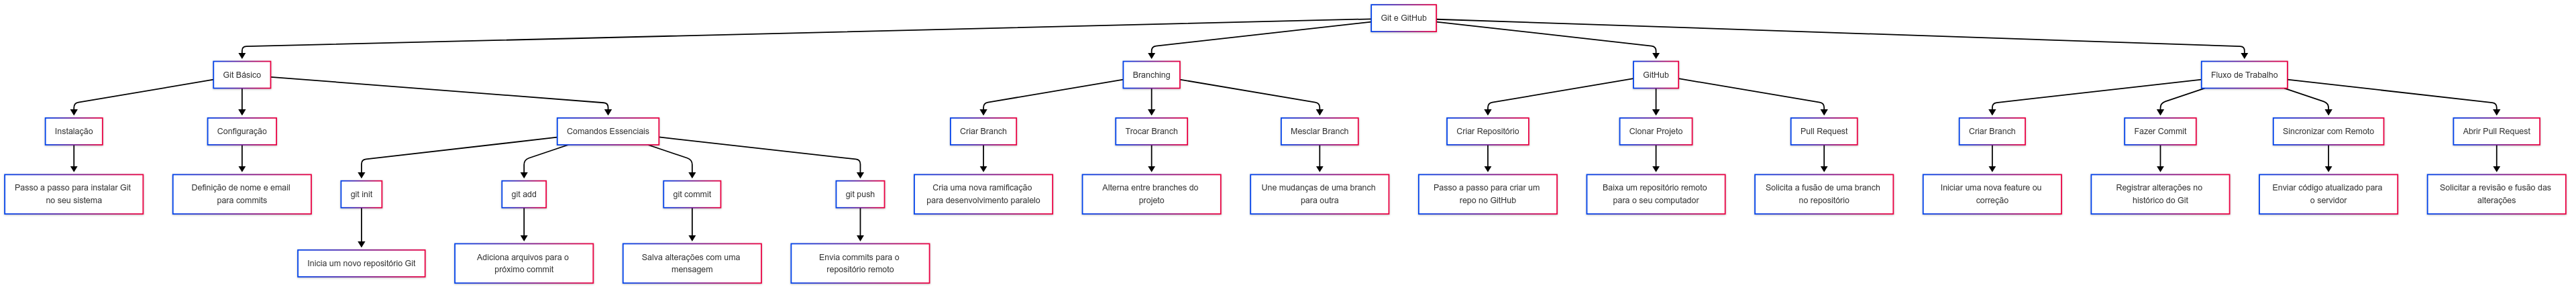 Git e GitHub
Git Básico
Branching
GitHub
Fluxo de Trabalho
Instalação
Configuração
Comandos Essenciais
Criar Branch
Trocar Branch
Mesclar Branch
Criar Repositório
Clonar Projeto
Pull Request
Criar Branch
Fazer Commit
Sincronizar com Remoto
Abrir Pull Request
Passo a passo para instalar Git
no seu sistema
Definição de nome e email
para commits
git init
git add
git commit
git push
Cria uma nova ramificação
para desenvolvimento paralelo
Alterna entre branches do
projeto
Une mudanças de uma branch
para outra
Passo a passo para criar um
repo no GitHub
Baixa um repositório remoto
para o seu computador
Solicita a fusão de uma branch
no repositório
Iniciar uma nova feature ou
correção
Registrar alterações no
histórico do Git
Enviar código atualizado para
o servidor
Solicitar a revisão e fusão das
alterações
Inicia um novo repositório Git
Adiciona arquivos para o
próximo commit
Salva alterações com uma
mensagem
Envia commits para o
repositório remoto